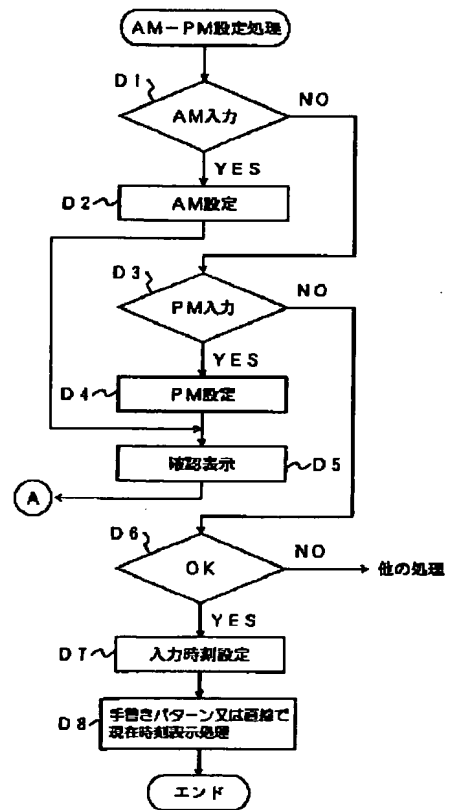 AM-PM設定処理
D1
AM入力
NO
YES
D2
AM設定
D3
PM入力
NO
YES
D4
PM設定
確認表示
D5
A
D6
OK
NO
他の処理
YES
D7
入力時刻設定
D8
手書きパターン又は直線で
現在時刻表示処理
エンド